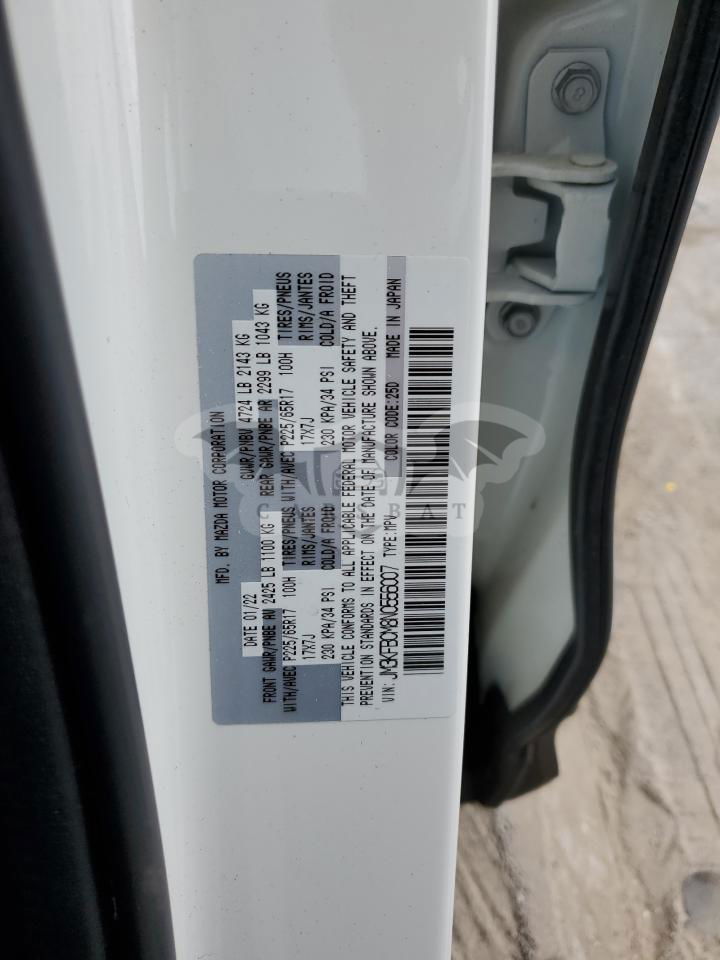 MFD. BY MAZDA MOTOR CORPORATION
DATE 01/22 GVWR/PNBV 4724 LB 2143 KG
FRONT GAWR/PNBE AV 2425 LB 1100 KG REAR GAWR/PNBE AR 2299 LB 1043 KG
WITH/AVEC P225/65R17 100H TIRES/PNEUS WITH/AVEC P225/65R17 100H TIRES/PNEUS
17X7J RIMS/JANTES 17X7J RIMS/JANTES
230 KPA/34 PSI COLD/A FROID 230 KPA/34 PSI COLD/A FROID
THIS VEHICLE CONFORMS TO ALL APPLICABLE FEDERAL MOTOR VEHICLE SAFETY AND THEFT
PREVENTION STANDARDS IN EFFECT ON THE DATE OF MANUFACTURE SHOWN ABOVE.
VIN: TYPE:MPV COLOR CODE:25D MADE IN JAPAN
8